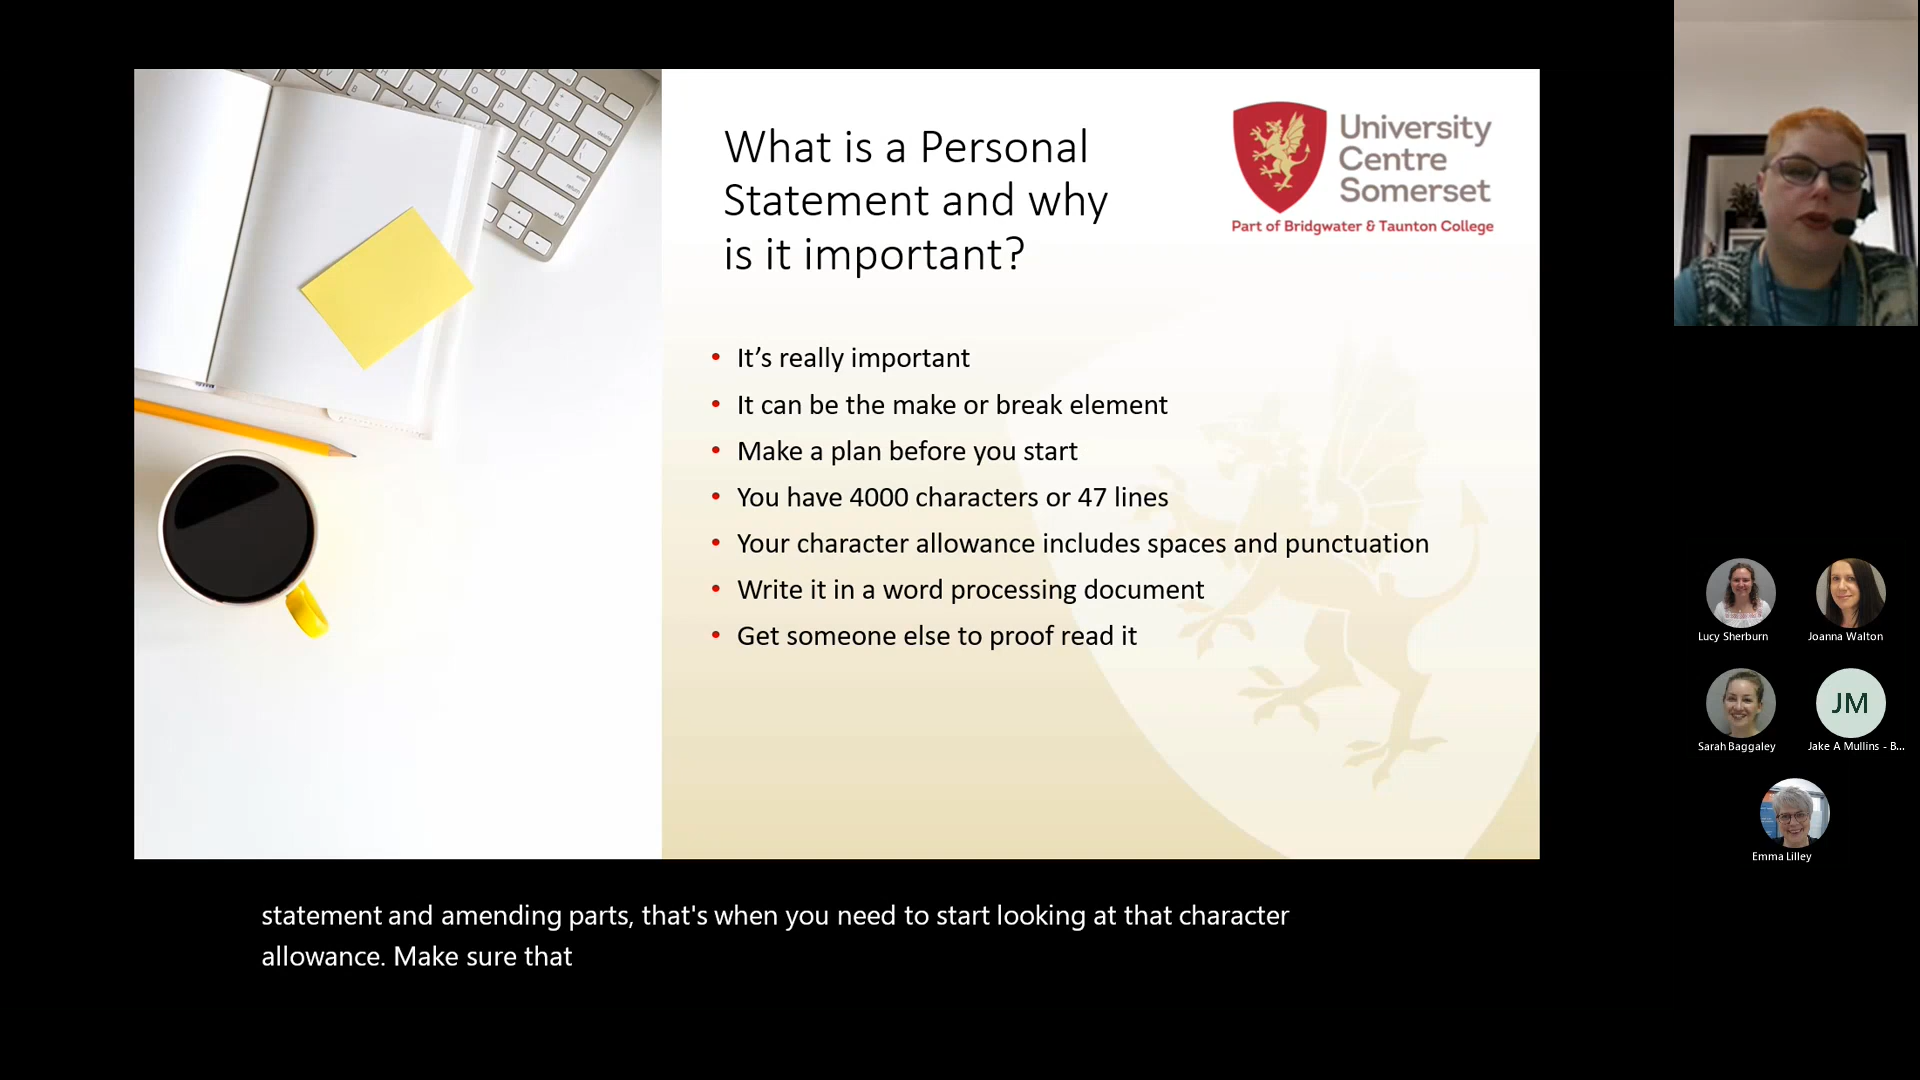 What is a Personal
Statement and why
is it important?
University
Centre
Somerset
Part of Bridgwater & Taunton College
• It’s really important
• It can be the make or break element
• Make a plan before you start
• You have 4000 characters or 47 lines
• Your character allowance includes spaces and punctuation
• Write it in a word processing document
• Get someone else to proof read it
Lucy Sherburn
Joanna Walton
JM
Sarah Baggaley
Jake A Mullins - B...
Emma Lilley
statement and amending parts, that's when you need to start looking at that character
allowance. Make sure that